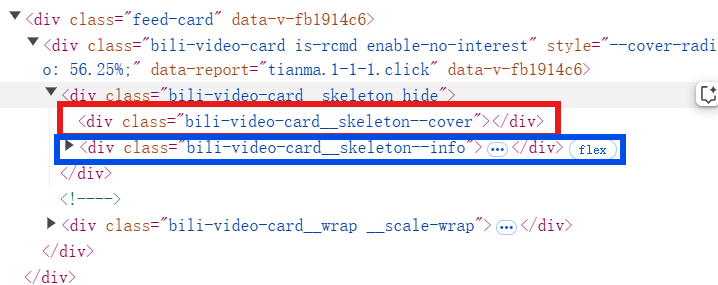 ▼<div class="feed-card" data-v-fb1914c6>
▼<div class="bili-video-card is-rcmd enable-no-interest" style="--cover-radi
o: 56.25%;" data-report="tianma.1-1-1.click" data-v-fb1914c6>
▼<div class="bili-video-card__skeleton hide">
<div class="bili-video-card__skeleton--cover"></div>
▶<div class="bili-video-card__skeleton--info"> ••• </div> flex
</div>
<!---->
▶<div class="bili-video-card__wrap __scale-wrap"> ••• </div>
</div>
</div>